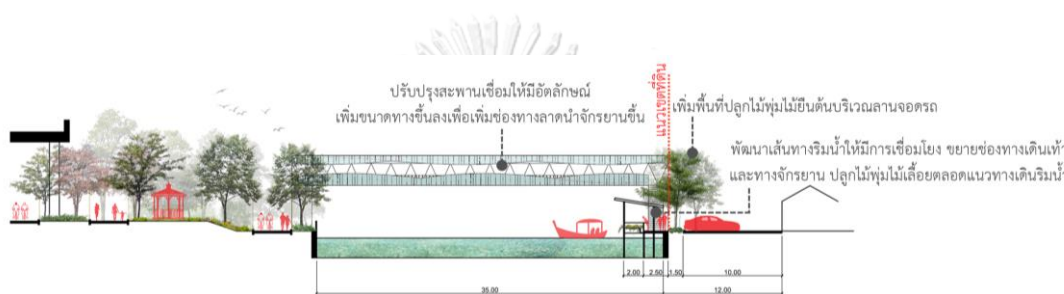 ปรับปรุงสะพานเชื่อมให้มีอัตลักษณ์
เพิ่มขนาดทางขึ้นลงเพื่อเพิ่มช่องทางลาดนำจักรยานขึ้น
แนวเขตที่ดิน
เพิ่มพื้นที่ปลูกไม้พุ่มไม้ยืนต้นบริเวณลานจอดรถ
พัฒนาเส้นทางริมน้ำให้มีการเชื่อมโยง ขยายช่องทางเดินเท้า
และทางจักรยาน ปลูกไม้พุ่มไม้เลื้อยตลอดแนวทางเดินริมน้ำ
2.00 2.50 1.50 10.00
35.00 12.00